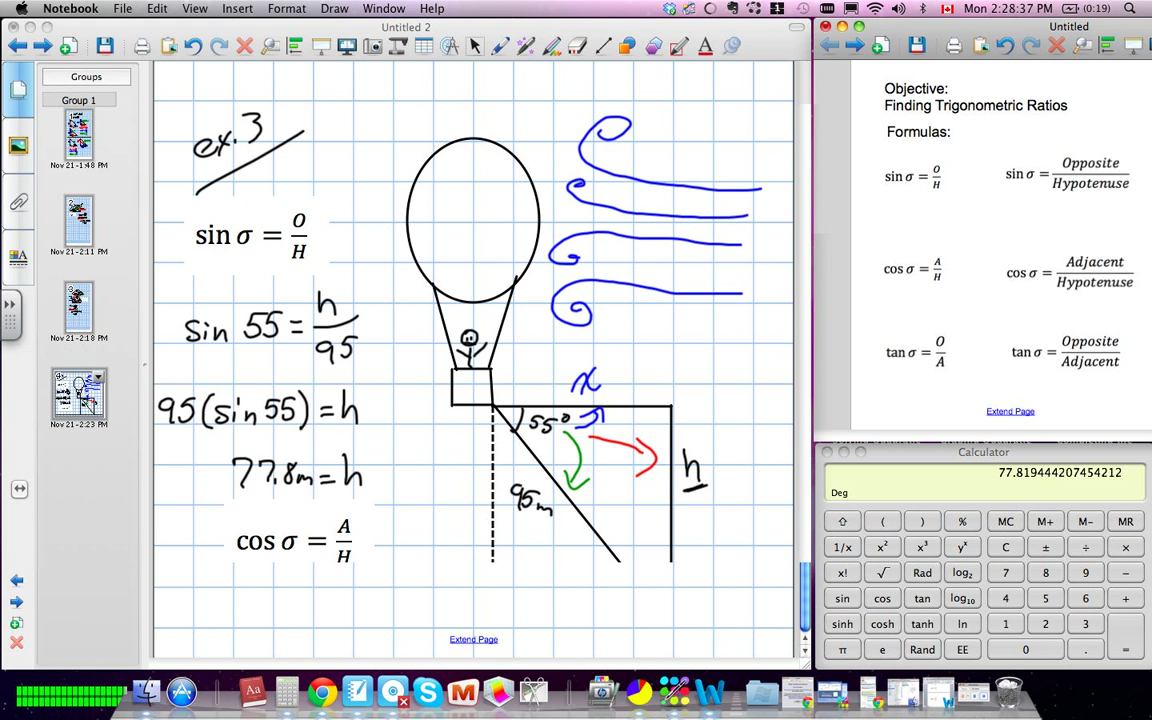 Notebook File Edit View Insert Format Draw Window Help Mon 2:28:37 PM (0:19)
Untitled 2
Groups
Group 1
Nov 21-1:48 PM
Nov 21-2:11 PM
Nov 21-2:18 PM
Nov 21-2:23 PM
ex.3
sin σ = O/H
sin 55 = h/95
95(sin 55) = h
77.8m = h
cos σ = A/H
x
55°
95m
h
Extend Page
Untitled
Objective:
Finding Trigonometric Ratios
Formulas:
sin σ = O/H sin σ = Opposite/Hypotenuse
cos σ = A/H cos σ = Adjacent/Hypotenuse
tan σ = O/A tan σ = Opposite/Adjacent
Extend Page
Calculator
77.819444207454212
Deg
( ) % MC M+ M− MR
1/x x² x³ yˣ C ± ÷ ×
x! √ Rad log₂ 7 8 9 −
sin cos tan log₁₀ 4 5 6 +
sinh cosh tanh ln 1 2 3 =
π e Rand EE 0 .
Aa